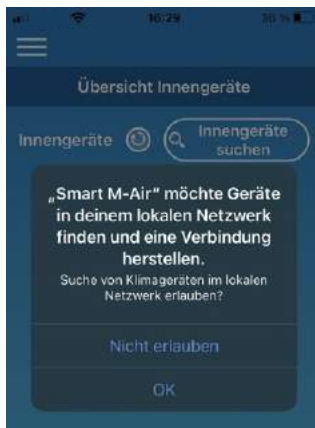 16:29
36 %
Übersicht Innengeräte
Innengeräte
Innengeräte
suchen
„Smart M-Air“ möchte Geräte
in deinem lokalen Netzwerk
finden und eine Verbindung
herstellen.
Suche von Klimageräten im lokalen
Netzwerk erlauben?
Nicht erlauben
OK